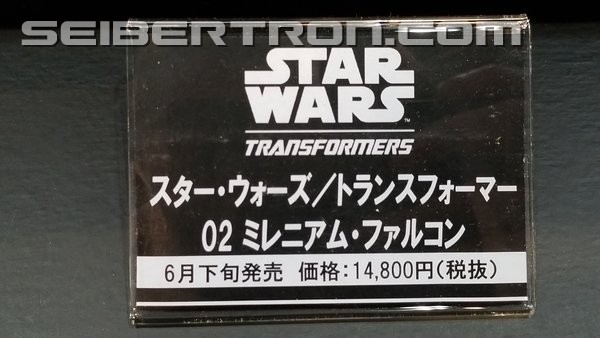 SEIBERTRON.COM
STAR
WARS
TRANSFORMERS
スター・ウォーズ/トランスフォーマー
02 ミレニアム・ファルコン
6月下旬発売 価格:14,800円(税抜)